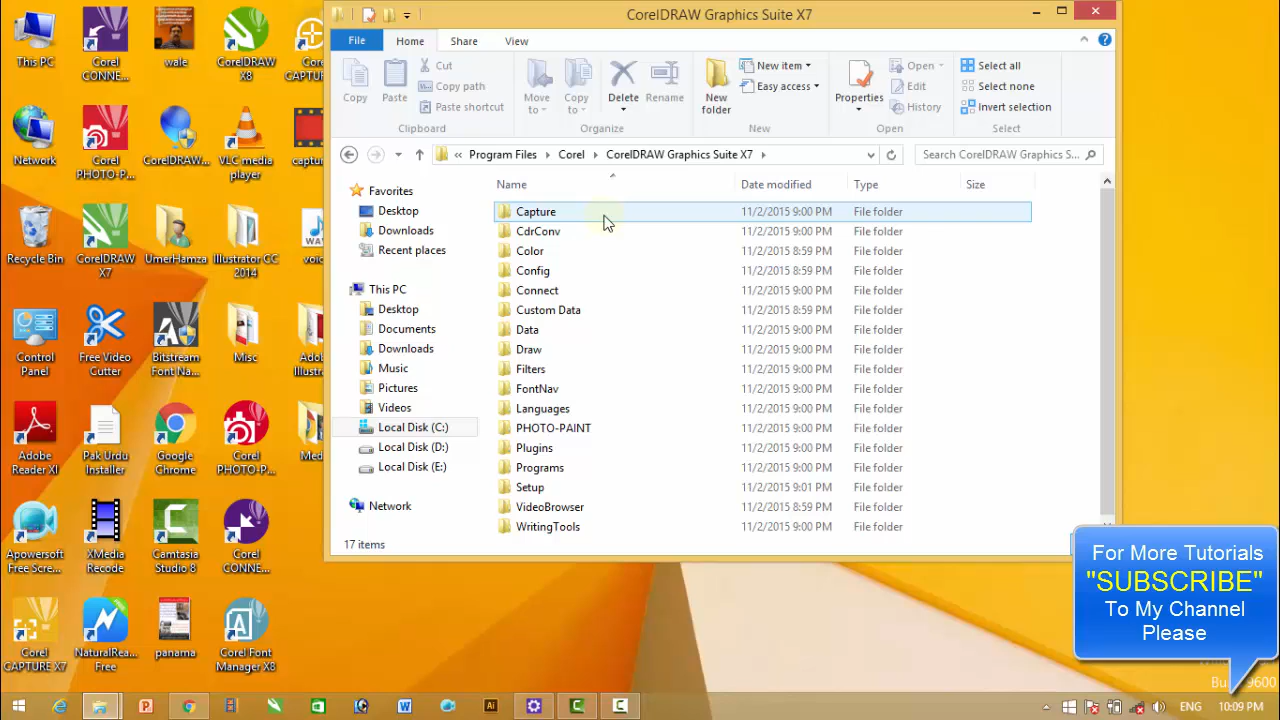 CorelDRAW Graphics Suite X7
File Home Share View
Copy
Paste
Cut
Copy path
Paste shortcut
Clipboard
Move to
Copy to
Delete
Rename
Organize
New folder
New item
Easy access
New
Properties
Open
Edit
History
Open
Select all
Select none
Invert selection
Select
« Program Files Corel CorelDRAW Graphics Suite X7
Search CorelDRAW Graphics S...
Favorites
Desktop
Downloads
Recent places
This PC
Desktop
Documents
Downloads
Music
Pictures
Videos
Local Disk (C:)
Local Disk (D:)
Local Disk (E:)
Network
Name Date modified Type Size
Capture 11/2/2015 9:00 PM File folder
CdrConv 11/2/2015 9:00 PM File folder
Color 11/2/2015 8:59 PM File folder
Config 11/2/2015 8:59 PM File folder
Connect 11/2/2015 9:00 PM File folder
Custom Data 11/2/2015 8:59 PM File folder
Data 11/2/2015 9:00 PM File folder
Draw 11/2/2015 9:00 PM File folder
Filters 11/2/2015 9:00 PM File folder
FontNav 11/2/2015 9:00 PM File folder
Languages 11/2/2015 9:00 PM File folder
PHOTO-PAINT 11/2/2015 9:00 PM File folder
Plugins 11/2/2015 9:00 PM File folder
Programs 11/2/2015 9:00 PM File folder
Setup 11/2/2015 9:01 PM File folder
VideoBrowser 11/2/2015 8:59 PM File folder
WritingTools 11/2/2015 9:00 PM File folder
17 items
This PC
Corel
CONNE...
wale
CorelDRAW
X8
Corel
CAPTURE
Network
Corel
PHOTO-P...
CorelDRAW...
VLC media
player
captur
Recycle Bin
CorelDRAW
X7
UmerHamza
Illustrator CC
2014
voic
Control
Panel
Free Video
Cutter
Bitstream
Font Na...
Misc
Ado
Illustr
Adobe
Reader XI
Pak Urdu
Installer
Google
Chrome
Corel
PHOTO-P...
Med
Apowersoft
Free Scre...
XMedia
Recode
Camtasia
Studio 8
Corel
CONNE...
Corel
CAPTURE X7
NaturalRea...
Free
panama
Corel Font
Manager X8
For More Tutorials
"SUBSCRIBE"
To My Channel
Please
Bu 9600
ENG 10:09 PM